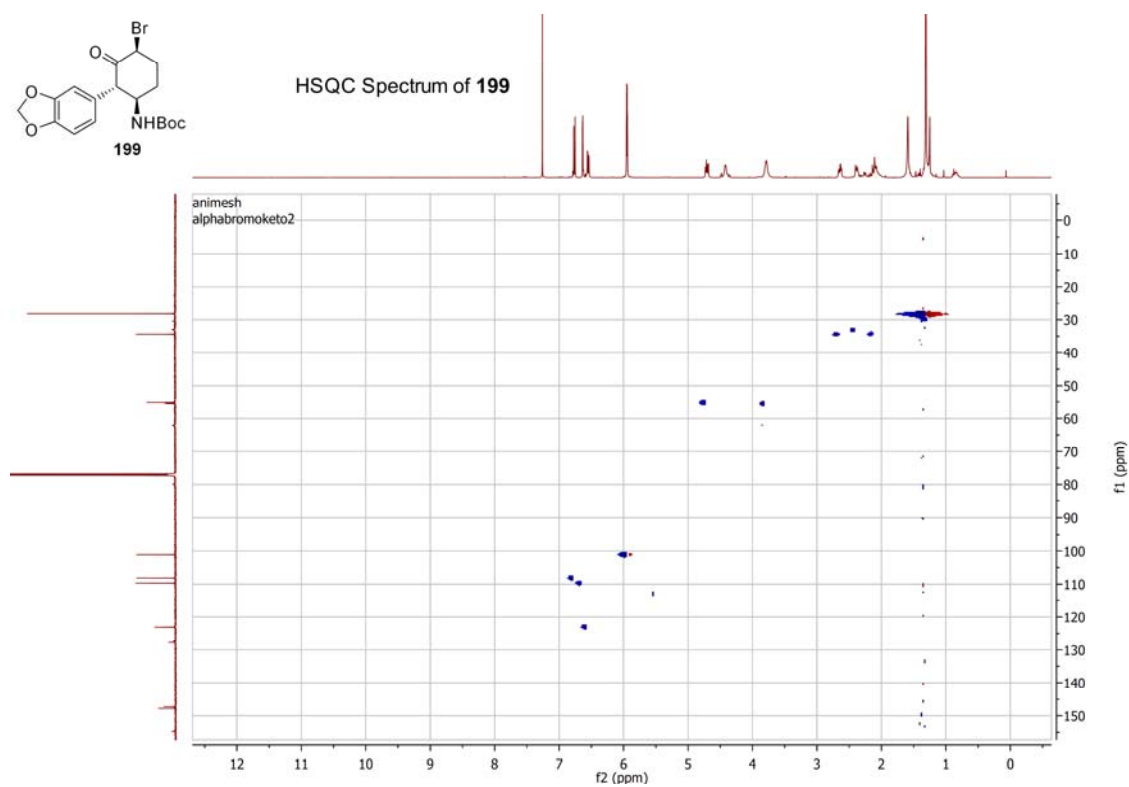 Br
O
O
O
NHBoc
199
HSQC Spectrum of 199
animesh
alphabromoketo2
0
10
20
30
40
50
60
70
80
90
100
110
120
130
140
150
f1 (ppm)
12 11 10 9 8 7 6 5 4 3 2 1 0
f2 (ppm)